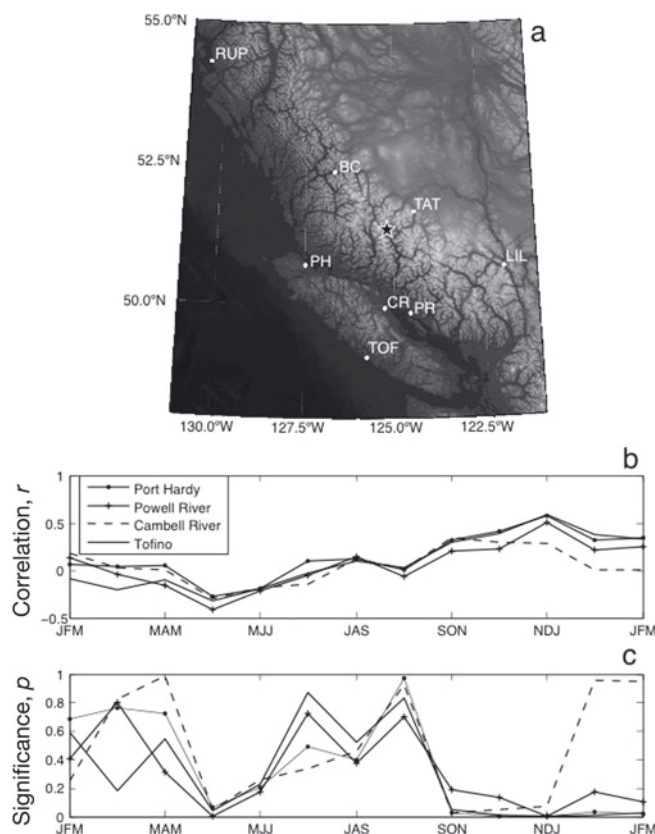 55.0°N
a
RUP
52.5°N
BC
TAT
PH
LIL
50.0°N
CR
PR
TOF
130.0°W 127.5°W 125.0°W 122.5°W
b
Correlation, r
1
0.5
0
−0.5
Port Hardy
Powell River
Cambell River
Tofino
JFM MAM MJJ JAS SON NDJ JFM
c
Significance, p
1
0.8
0.6
0.4
0.2
0
JFM MAM MJJ JAS SON NDJ JFM